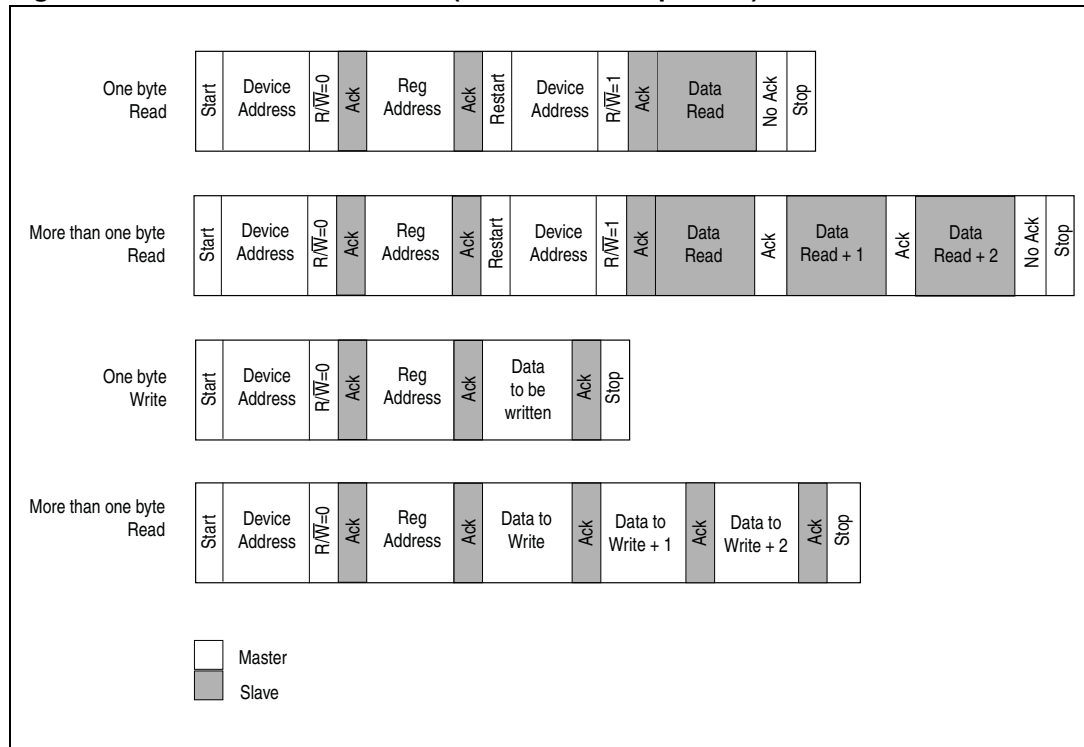 One byte
Read
Start
Device
Address
R/W̅=0
Ack
Reg
Address
Ack
Restart
Device
Address
R/W̅=1
Ack
Data
Read
No Ack
Stop
More than one byte
Read
Start
Device
Address
R/W̅=0
Ack
Reg
Address
Ack
Restart
Device
Address
R/W̅=1
Ack
Data
Read
Ack
Data
Read + 1
Ack
Data
Read + 2
No Ack
Stop
One byte
Write
Start
Device
Address
R/W̅=0
Ack
Reg
Address
Ack
Data
to be
written
Ack
Stop
More than one byte
Read
Start
Device
Address
R/W̅=0
Ack
Reg
Address
Ack
Data to
Write
Ack
Data to
Write + 1
Ack
Data to
Write + 2
Ack
Stop
Master
Slave